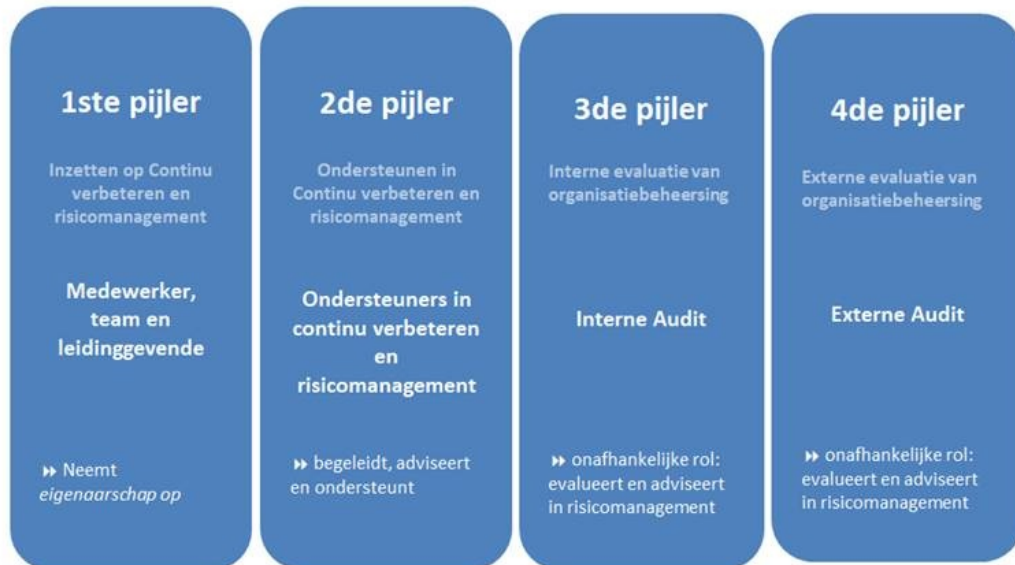 1ste pijler
Inzetten op Continu
verbeteren en
risicomanagement
Medewerker,
team en
leidinggevende
Neemt
eigenaarschap op
2de pijler
Ondersteunen in
Continu verbeteren en
risicomanagement
Ondersteuners in
continu verbeteren
en
risicomanagement
begeleidt, adviseert
en ondersteunt
3de pijler
Interne evaluatie van
organisatiebeheersing
Interne Audit
onafhankelijke rol:
evalueert en adviseert
in risicomanagement
4de pijler
Externe evaluatie van
organisatiebeheersing
Externe Audit
onafhankelijke rol:
evalueert en adviseert
in risicomanagement